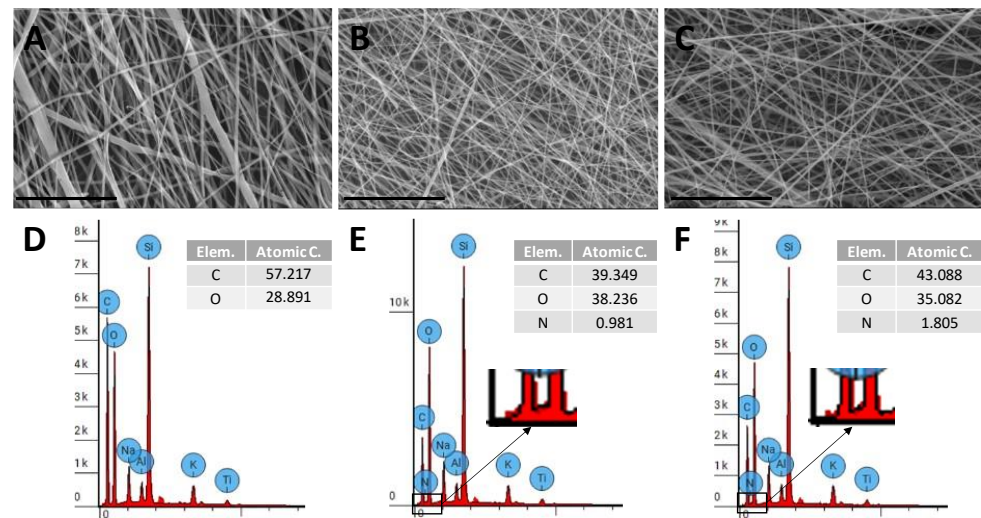 A
B
C
D
8k
7k
6k
5k
4k
3k
2k
1k
0
0
C
O
Na
Al
Si
K
Ti
Elem. Atomic C.
C 57.217
O 28.891
E
10k
0
0
C
N
O
Na
Al
Si
K
Ti
Elem. Atomic C.
C 39.349
O 38.236
N 0.981
F
9k
8k
7k
6k
5k
4k
3k
2k
1k
0
0
C
N
O
Na
Al
Si
K
Ti
Elem. Atomic C.
C 43.088
O 35.082
N 1.805